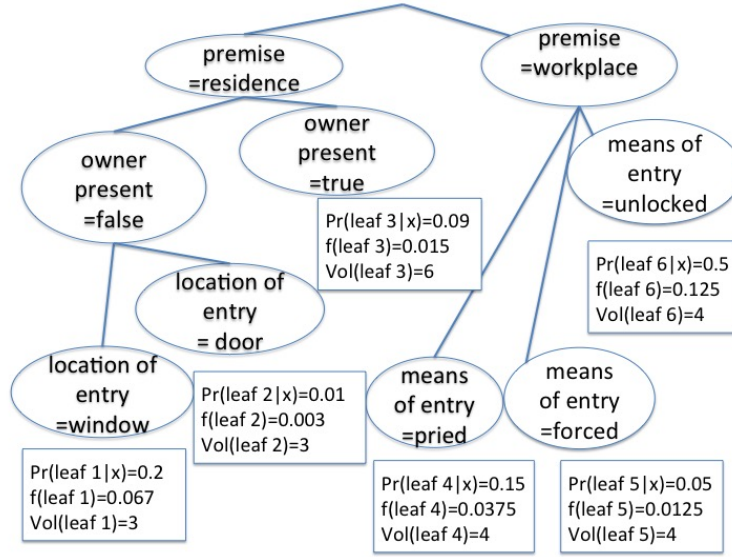 premise
=residence
premise
=workplace
owner
present
=false
owner
present
=true
means of
entry
=unlocked
Pr(leaf 3|x)=0.09
f(leaf 3)=0.015
Vol(leaf 3)=6
Pr(leaf 6|x)=0.5
f(leaf 6)=0.125
Vol(leaf 6)=4
location of
entry
= door
location of
entry
=window
Pr(leaf 2|x)=0.01
f(leaf 2)=0.003
Vol(leaf 2)=3
means
of entry
=pried
means
of entry
=forced
Pr(leaf 1|x)=0.2
f(leaf 1)=0.067
Vol(leaf 1)=3
Pr(leaf 4|x)=0.15
f(leaf 4)=0.0375
Vol(leaf 4)=4
Pr(leaf 5|x)=0.05
f(leaf 5)=0.0125
Vol(leaf 5)=4